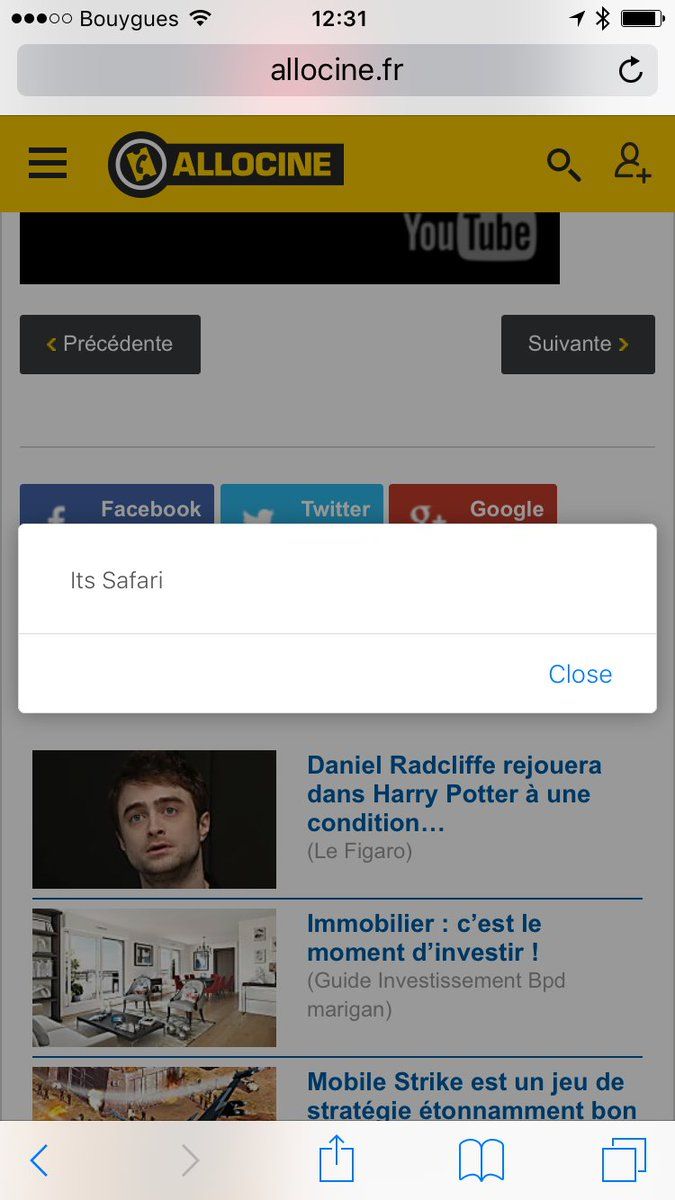 Bouygues 12:31
allocine.fr
ALLOCINE
YouTube
Précédente
Suivante
Facebook Twitter Google
Its Safari
Close
Daniel Radcliffe rejouera
dans Harry Potter à une
condition…
(Le Figaro)
Immobilier : c’est le
moment d’investir !
(Guide Investissement Bpd
marigan)
Mobile Strike est un jeu de
stratégie étonnamment bon